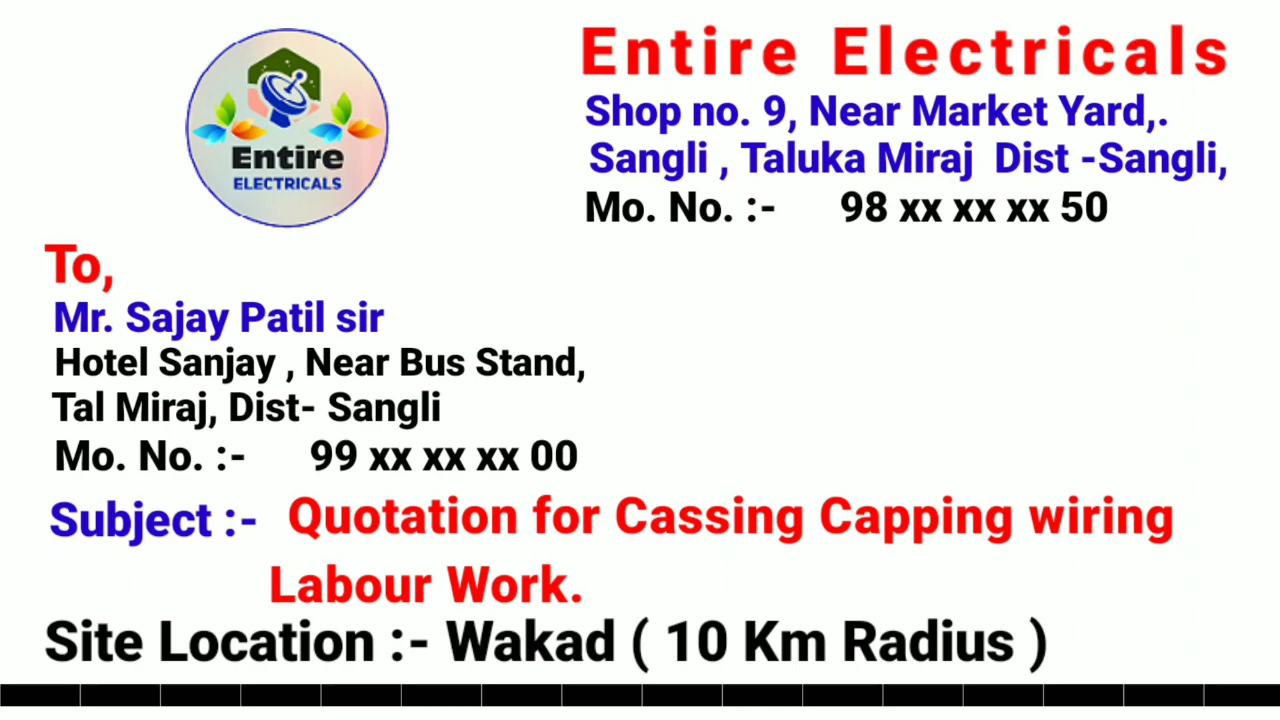 Entire
ELECTRICALS
Entire Electricals
Shop no. 9, Near Market Yard,.
Sangli , Taluka Miraj Dist -Sangli,
Mo. No. :- 98 xx xx xx 50
To,
Mr. Sajay Patil sir
Hotel Sanjay , Near Bus Stand,
Tal Miraj, Dist- Sangli
Mo. No. :- 99 xx xx xx 00
Subject :- Quotation for Cassing Capping wiring
Labour Work.
Site Location :- Wakad ( 10 Km Radius )